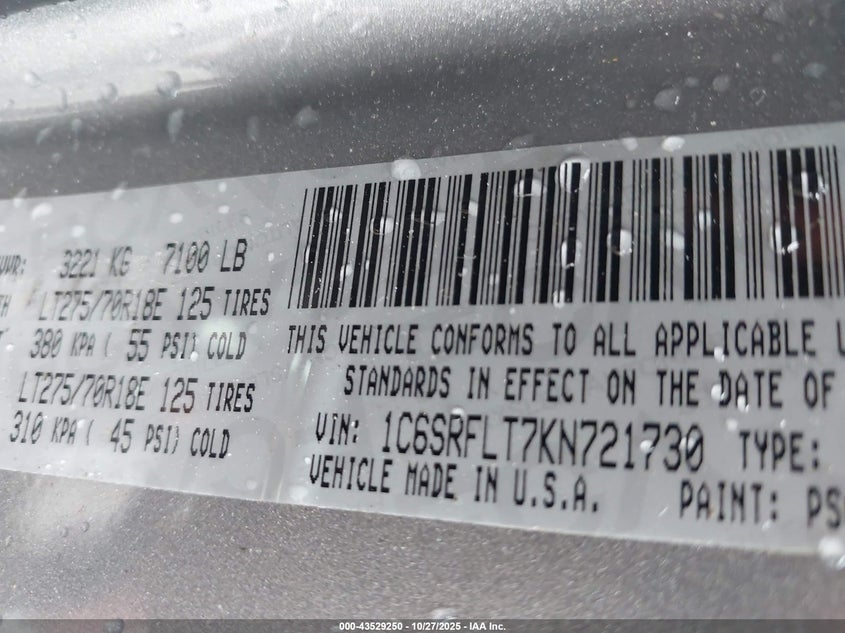 3221 KG 7100 LB
LT275/70R18E 125 TIRES
380 KPA ( 55 PSI) COLD
LT275/70R18E 125 TIRES
310 KPA ( 45 PSI) COLD
THIS VEHICLE CONFORMS TO ALL APPLICABLE
STANDARDS IN EFFECT ON THE DATE OF
VIN: 1C6SRFLT7KN721730 TYPE:
VEHICLE MADE IN U.S.A. PAINT:
000-43529250 | 10/27/2025 | IAA Inc.